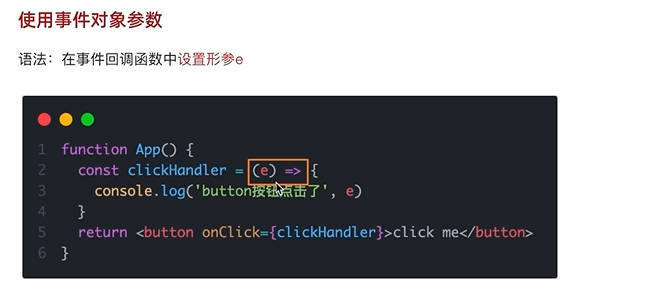 使用事件对象参数
语法：在事件回调函数中设置形参e
1 function App() {
2 const clickHandler = (e) => {
3 console.log('button按钮点击了', e)
4 }
5 return <button onClick={clickHandler}>click me</button>
6 }